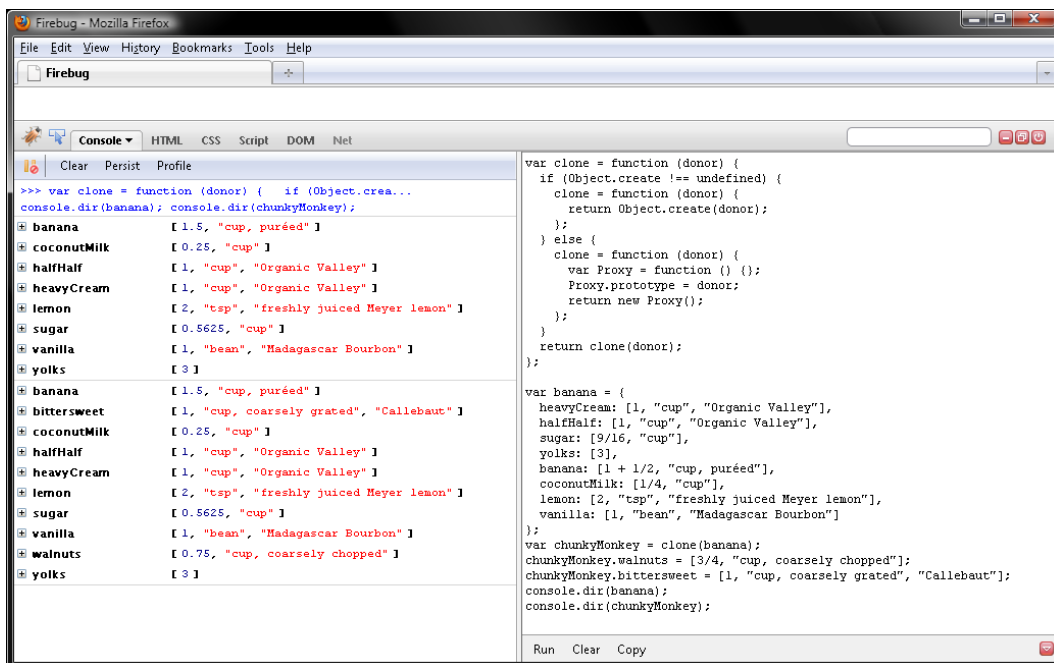 Firebug - Mozilla Firefox
File Edit View History Bookmarks Tools Help
Firebug
Console HTML CSS Script DOM Net
Clear Persist Profile
>>> var clone = function (donor) {   if (Object.crea...
console.dir(banana); console.dir(chunkyMonkey);
banana [ 1.5, "cup, puréed" ]
coconutMilk [ 0.25, "cup" ]
halfHalf [ 1, "cup", "Organic Valley" ]
heavyCream [ 1, "cup", "Organic Valley" ]
lemon [ 2, "tsp", "freshly juiced Meyer lemon" ]
sugar [ 0.5625, "cup" ]
vanilla [ 1, "bean", "Madagascar Bourbon" ]
yolks [ 3 ]
banana [ 1.5, "cup, puréed" ]
bittersweet [ 1, "cup, coarsely grated", "Callebaut" ]
coconutMilk [ 0.25, "cup" ]
halfHalf [ 1, "cup", "Organic Valley" ]
heavyCream [ 1, "cup", "Organic Valley" ]
lemon [ 2, "tsp", "freshly juiced Meyer lemon" ]
sugar [ 0.5625, "cup" ]
vanilla [ 1, "bean", "Madagascar Bourbon" ]
walnuts [ 0.75, "cup, coarsely chopped" ]
yolks [ 3 ]
var clone = function (donor) {
  if (Object.create !== undefined) {
    clone = function (donor) {
      return Object.create(donor);
    };
  } else {
    clone = function (donor) {
      var Proxy = function () {};
      Proxy.prototype = donor;
      return new Proxy();
    };
  }
  return clone(donor);
};
var banana = {
  heavyCream: [1, "cup", "Organic Valley"],
  halfHalf: [1, "cup", "Organic Valley"],
  sugar: [9/16, "cup"],
  yolks: [3],
  banana: [1 + 1/2, "cup, puréed"],
  coconutMilk: [1/4, "cup"],
  lemon: [2, "tsp", "freshly juiced Meyer lemon"],
  vanilla: [1, "bean", "Madagascar Bourbon"]
};
var chunkyMonkey = clone(banana);
chunkyMonkey.walnuts = [3/4, "cup, coarsely chopped"];
chunkyMonkey.bittersweet = [1, "cup, coarsely grated", "Callebaut"];
console.dir(banana);
console.dir(chunkyMonkey);
Run Clear Copy